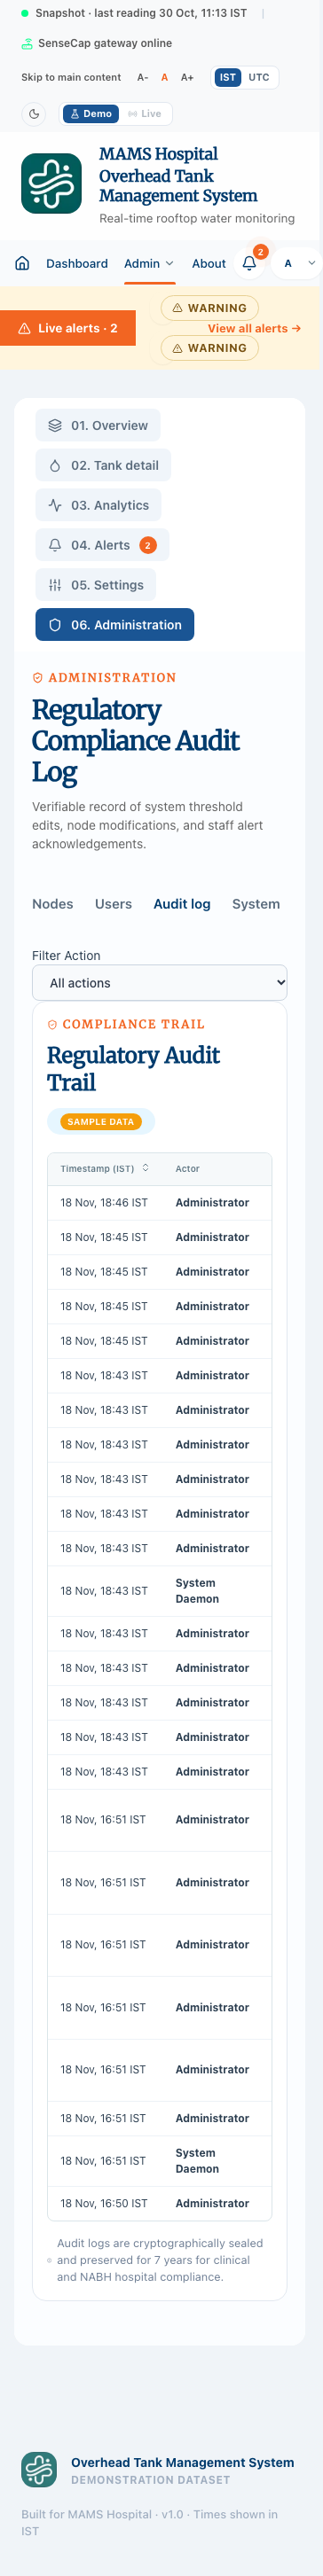 Snapshot · last reading 30 Oct, 11:13 IST |
SenseCap gateway online
Skip to main content A- A A+ IST UTC
Demo Live
MAMS Hospital
Overhead Tank
Management System
Real-time rooftop water monitoring
Dashboard Admin About 2 A
WARNING
Live alerts · 2 View all alerts →
WARNING
01. Overview
02. Tank detail
03. Analytics
04. Alerts 2
05. Settings
06. Administration
ADMINISTRATION
Regulatory
Compliance Audit
Log
Verifiable record of system threshold
edits, node modifications, and staff alert
acknowledgements.
Nodes Users Audit log System
Filter Action
All actions
COMPLIANCE TRAIL
Regulatory Audit
Trail
SAMPLE DATA
Timestamp (IST) Actor
18 Nov, 18:46 IST Administrator
18 Nov, 18:45 IST Administrator
18 Nov, 18:45 IST Administrator
18 Nov, 18:45 IST Administrator
18 Nov, 18:45 IST Administrator
18 Nov, 18:43 IST Administrator
18 Nov, 18:43 IST Administrator
18 Nov, 18:43 IST Administrator
18 Nov, 18:43 IST Administrator
18 Nov, 18:43 IST Administrator
18 Nov, 18:43 IST Administrator
18 Nov, 18:43 IST System
Daemon
18 Nov, 18:43 IST Administrator
18 Nov, 18:43 IST Administrator
18 Nov, 18:43 IST Administrator
18 Nov, 18:43 IST Administrator
18 Nov, 18:43 IST Administrator
18 Nov, 16:51 IST Administrator
18 Nov, 16:51 IST Administrator
18 Nov, 16:51 IST Administrator
18 Nov, 16:51 IST Administrator
18 Nov, 16:51 IST Administrator
18 Nov, 16:51 IST Administrator
18 Nov, 16:51 IST System
Daemon
18 Nov, 16:50 IST Administrator
Audit logs are cryptographically sealed
and preserved for 7 years for clinical
and NABH hospital compliance.
Overhead Tank Management System
DEMONSTRATION DATASET
Built for MAMS Hospital · v1.0 · Times shown in
IST